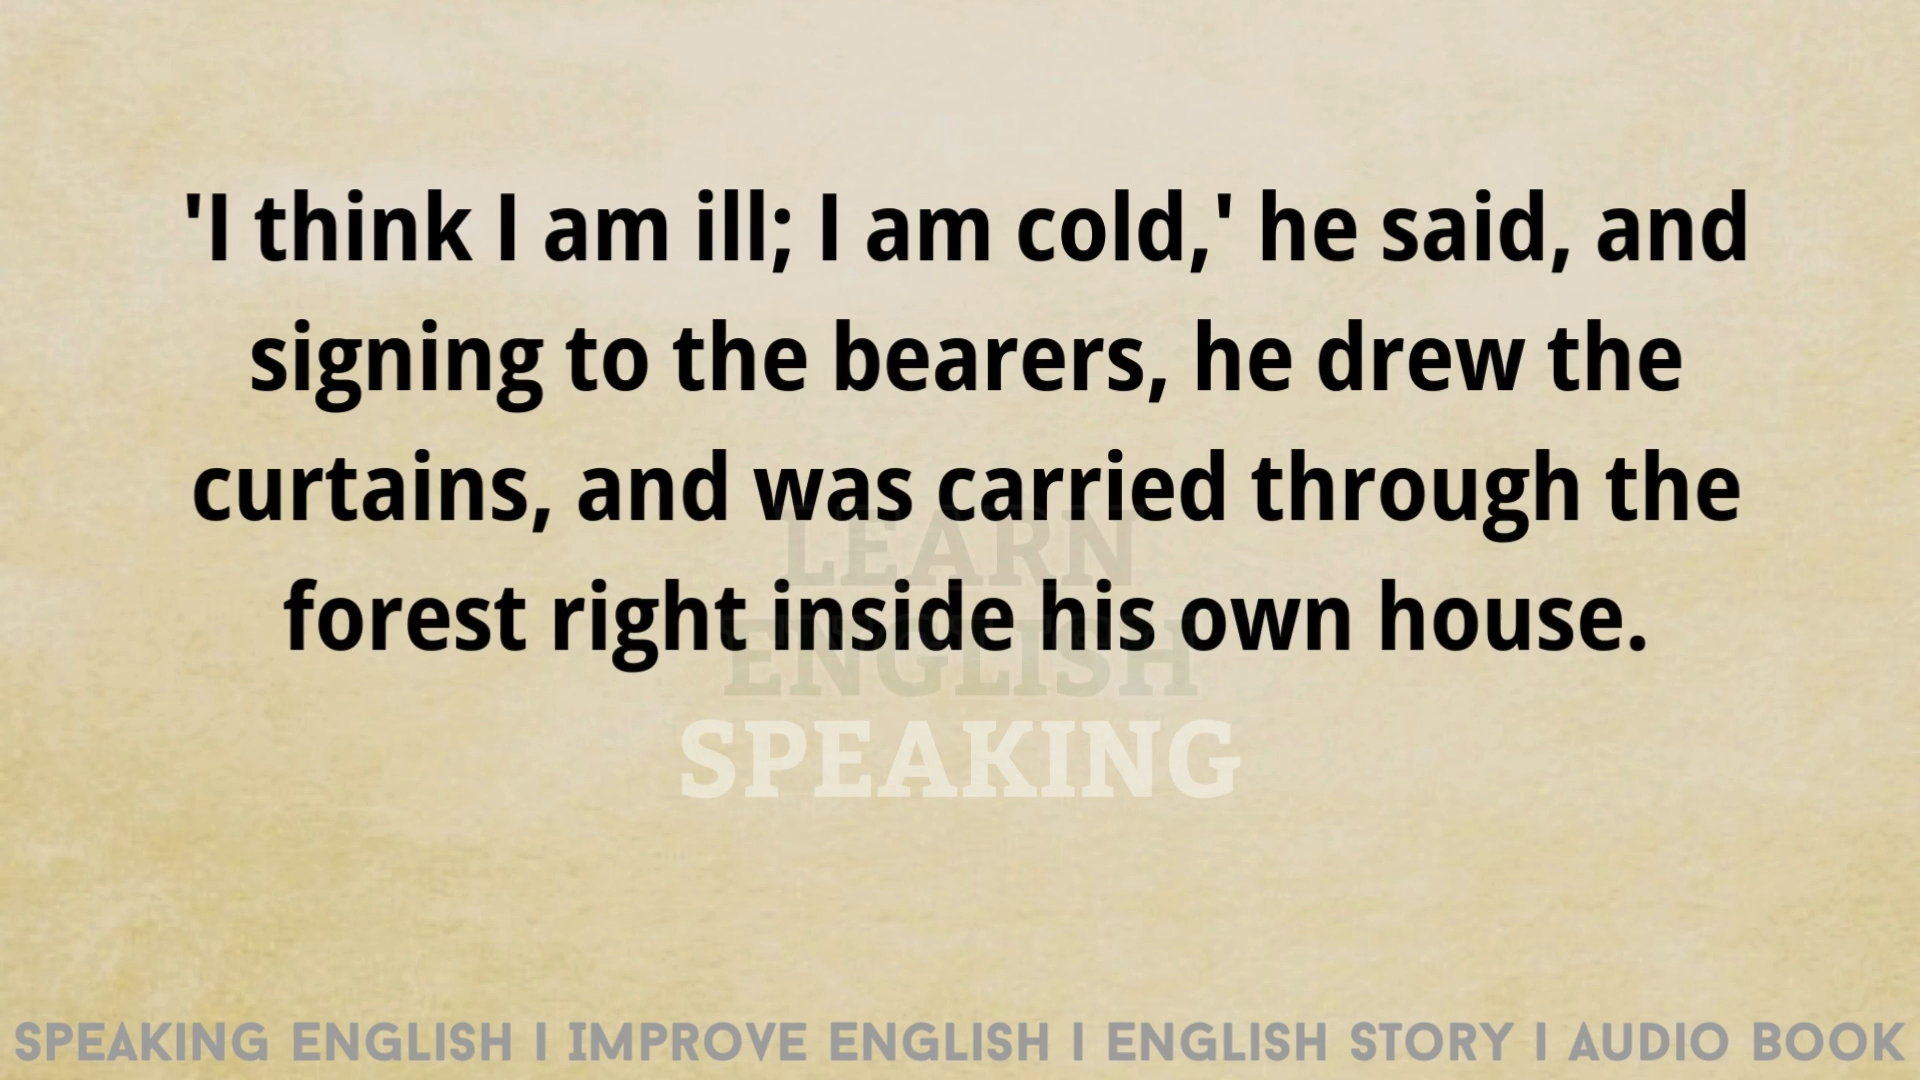 'I think I am ill; I am cold,' he said, and
signing to the bearers, he drew the
curtains, and was carried through the
forest right inside his own house.
LEARN
ENGLISH
SPEAKING
SPEAKING ENGLISH I IMPROVE ENGLISH I ENGLISH STORY I AUDIO BOOK